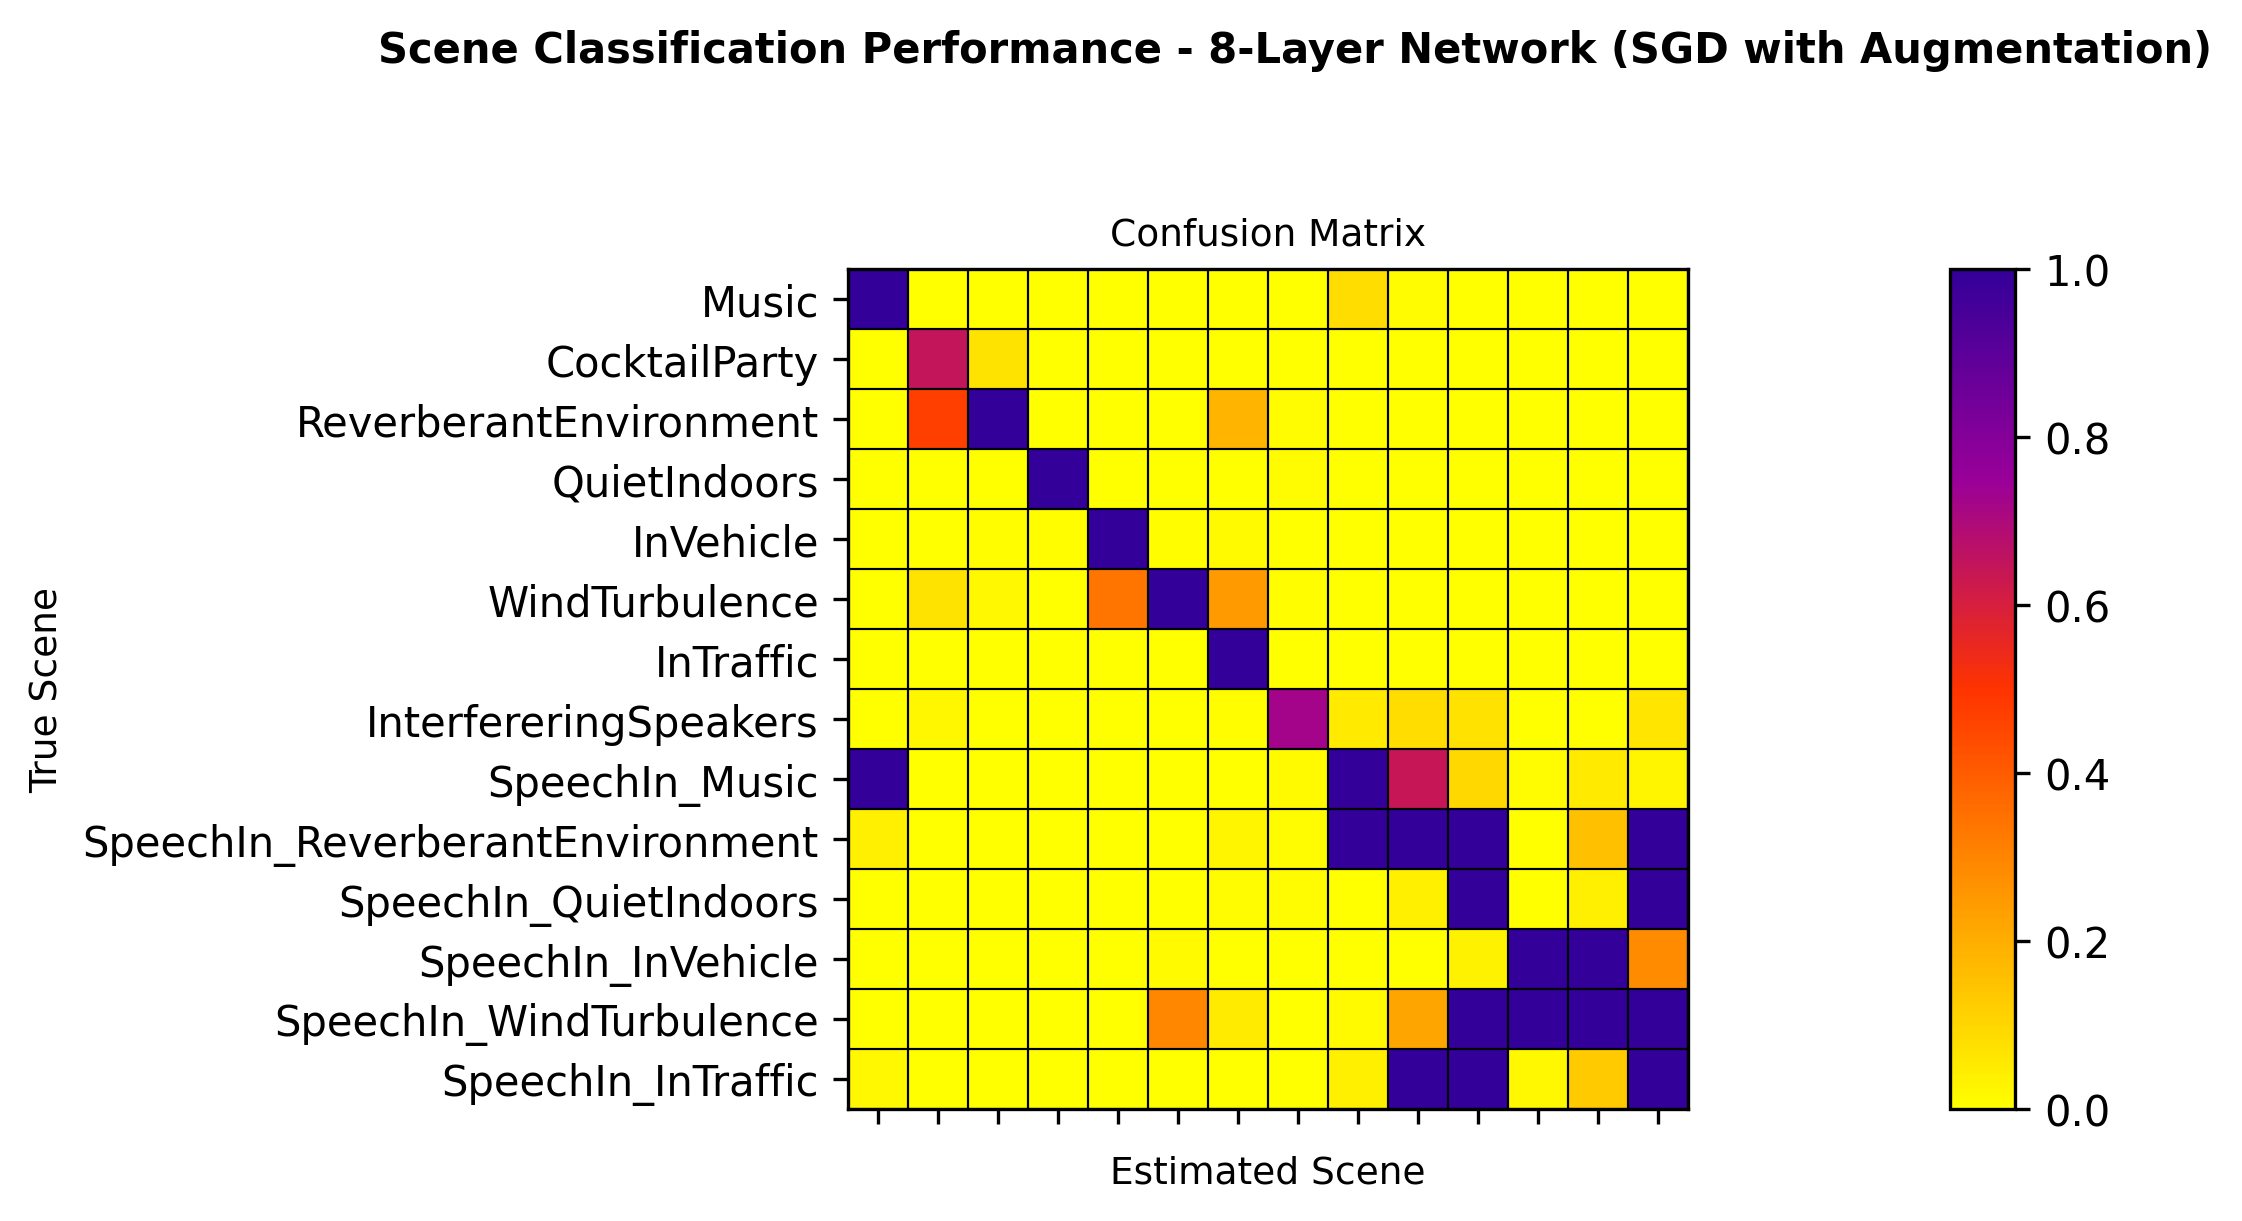 Scene Classification Performance - 8-Layer Network (SGD with Augmentation)
Confusion Matrix
True Scene
Music
CocktailParty
ReverberantEnvironment
QuietIndoors
InVehicle
WindTurbulence
InTraffic
InterfereringSpeakers
SpeechIn_Music
SpeechIn_ReverberantEnvironment
SpeechIn_QuietIndoors
SpeechIn_InVehicle
SpeechIn_WindTurbulence
SpeechIn_InTraffic
Estimated Scene
1.0
0.8
0.6
0.4
0.2
0.0